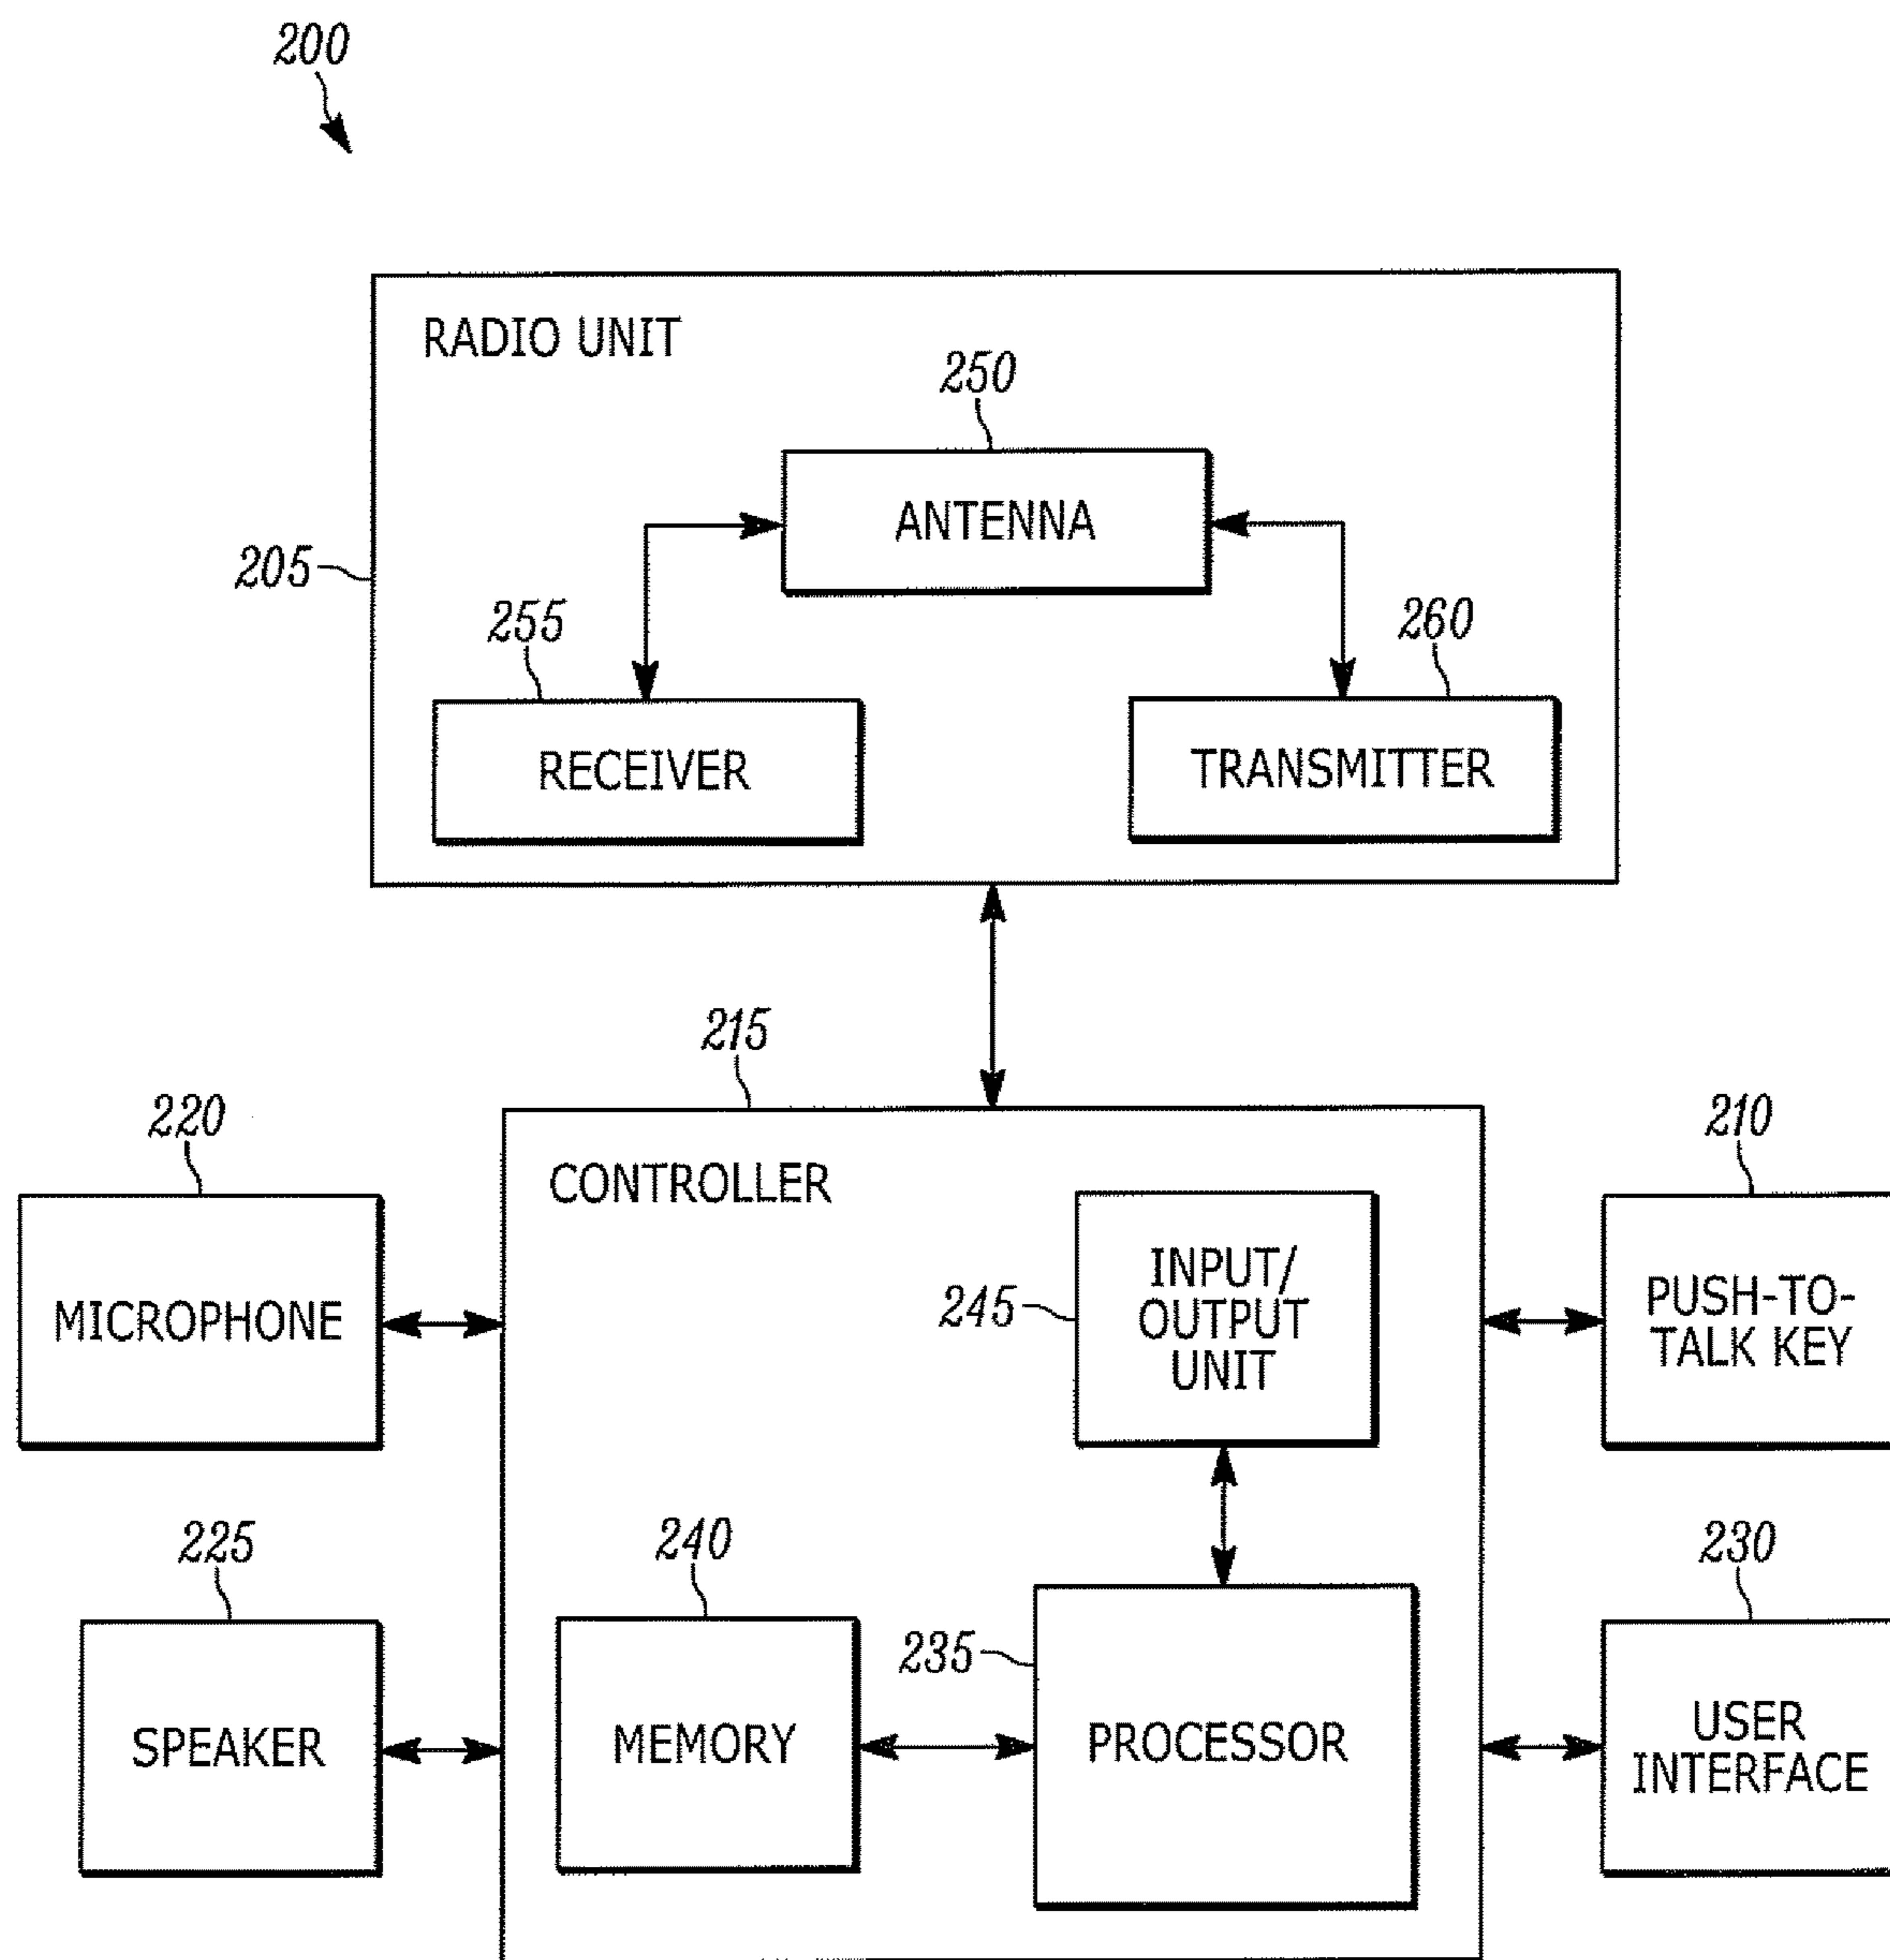 200
RADIO UNIT
250
ANTENNA
205
255
260
RECEIVER
TRANSMITTER
215
220
210
CONTROLLER
MICROPHONE
245
INPUT/
OUTPUT
UNIT
PUSH-TO-
TALK KEY
225
240
230
235
SPEAKER
MEMORY
PROCESSOR
USER
INTERFACE